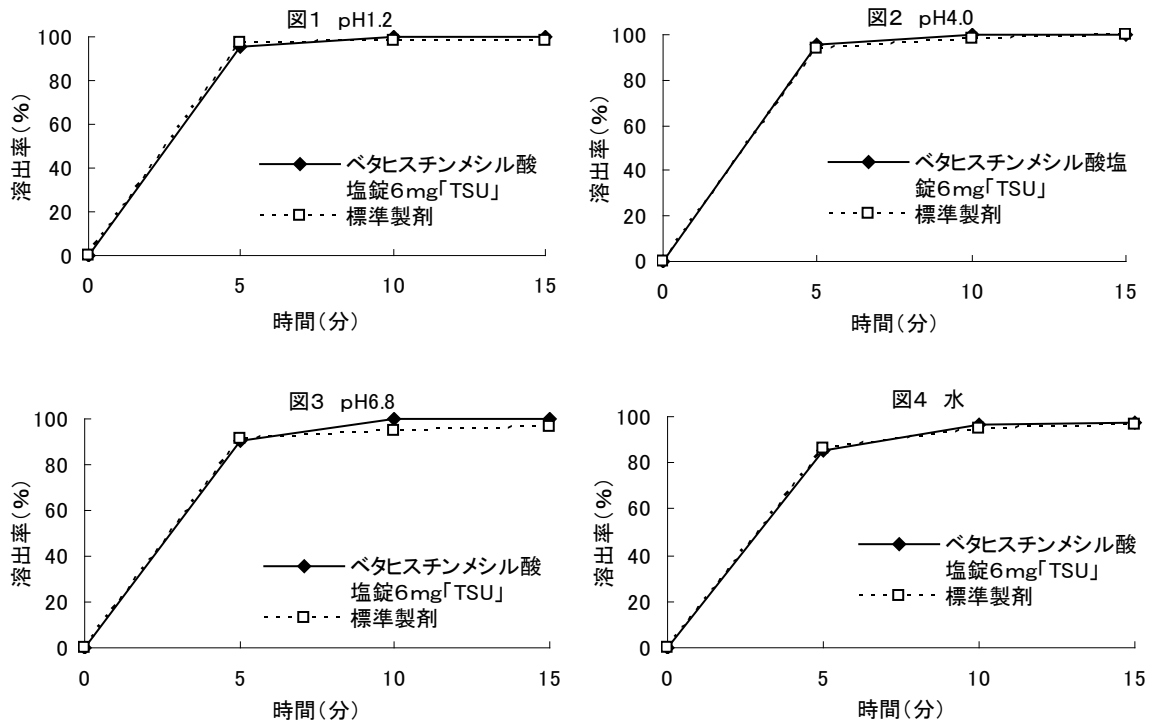 図1 pH1.2
100
80
60
40
20
0
溶出率(%)
ベタヒスチンメシル酸
塩錠6mg「TSU」
標準製剤
0 5 10 15
時間(分)
図2 pH4.0
100
80
60
40
20
0
溶出率(%)
ベタヒスチンメシル酸塩
錠6mg「TSU」
標準製剤
0 5 10 15
時間(分)
図3 pH6.8
100
80
60
40
20
0
溶出率(%)
ベタヒスチンメシル酸
塩錠6mg「TSU」
標準製剤
0 5 10 15
時間(分)
図4 水
100
80
60
40
20
0
溶出率(%)
ベタヒスチンメシル酸
塩錠6mg「TSU」
標準製剤
0 5 10 15
時間(分)